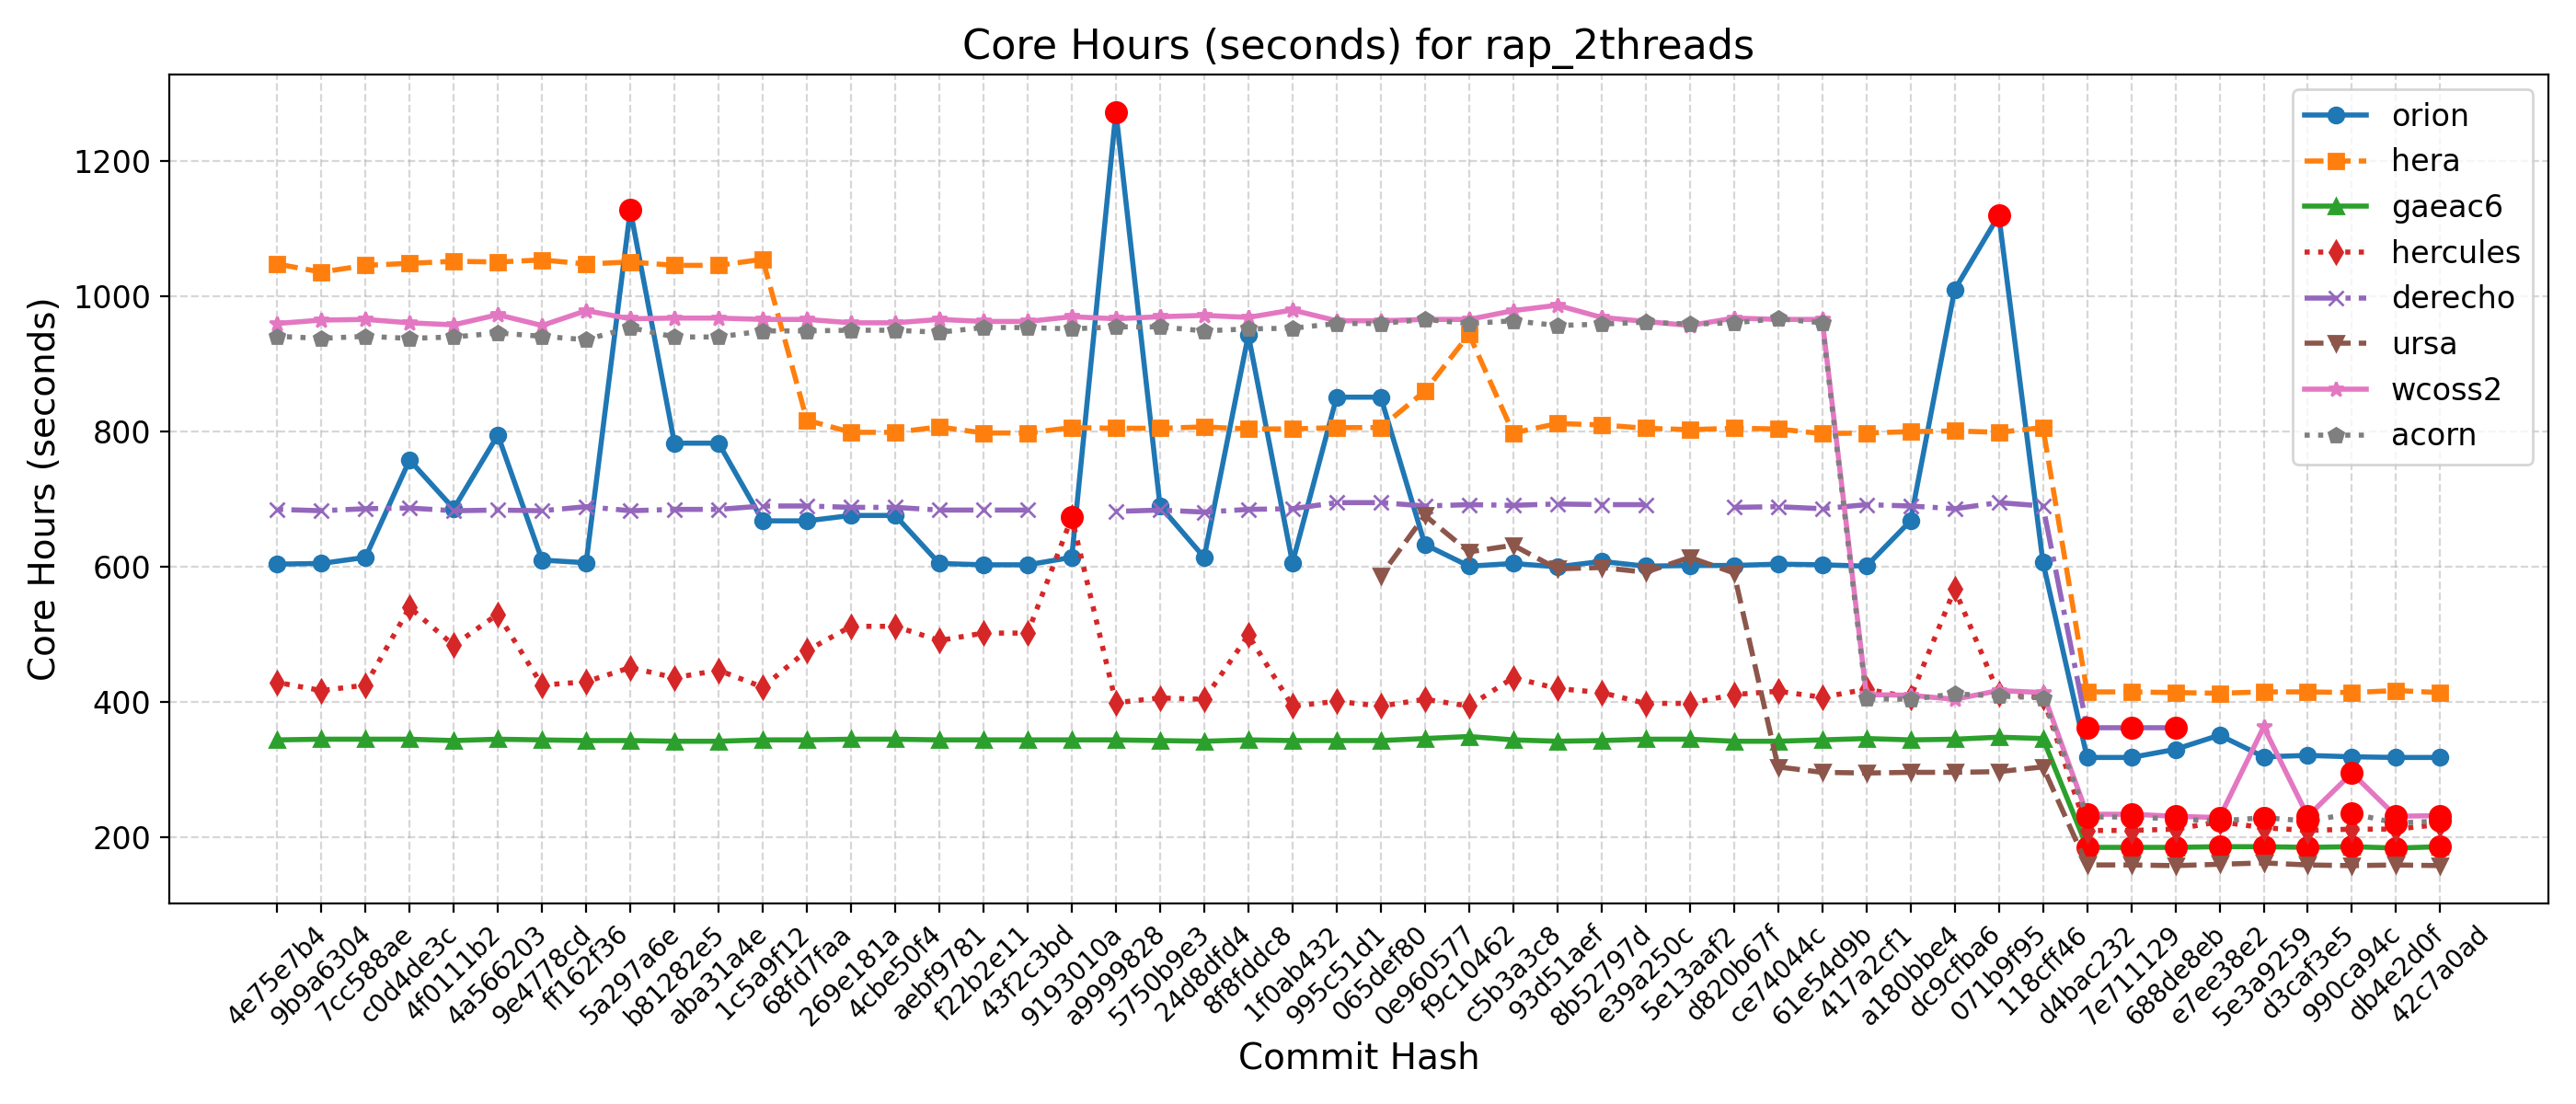 Core Hours (seconds) for rap_2threads
Core Hours (seconds)
1200
1000
800
600
400
200
orion
hera
gaeac6
hercules
derecho
ursa
wcoss2
acorn
4e75e7b4
9b9a6304
7cc588ae
c0d4de3c
4f0111b2
4a566203
9e4778cd
ff162f36
5a297a6e
b81282e5
aba31a4e
1c5a9f12
68fd7faa
269e181a
4cbe50f4
aebf9781
f22b2e11
43f2c3bd
9193010a
a9999828
5750b9e3
24d8dfd4
8f8fddc8
1f0ab432
995c51d1
065def80
0e960577
f9c10462
c5b3a3c8
93d51aef
8b52797d
e39a250c
5e13aaf2
d820b67f
ce74044c
61e54d9b
417a2cf1
a180bbe4
dc9cfba6
071b9f95
118cff46
d4bac232
7e711129
688de8eb
e7ee38e2
5e3a9259
d3caf3e5
990ca94c
db4e2d0f
42c7a0ad
Commit Hash